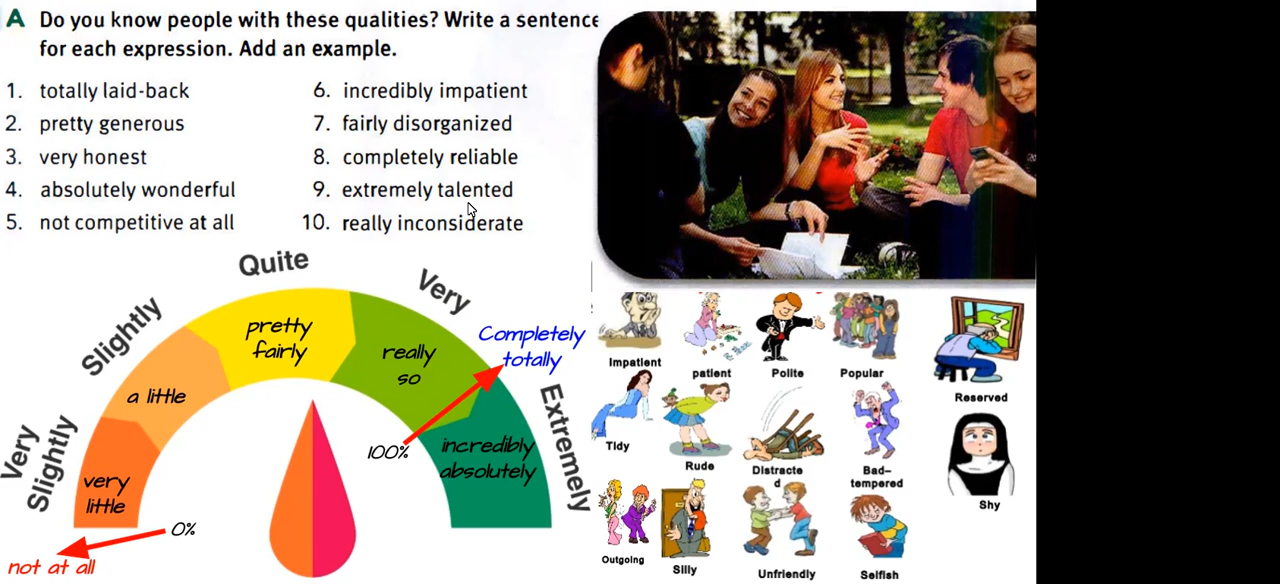 A Do you know people with these qualities? Write a sentence
for each expression. Add an example.
1. totally laid-back
2. pretty generous
3. very honest
4. absolutely wonderful
5. not competitive at all
6. incredibly impatient
7. fairly disorganized
8. completely reliable
9. extremely talented
10. really inconsiderate
Very
Slightly
Slightly
Quite
Very
Extremely
very
little
a little
pretty
fairly
really
so
incredibly
absolutely
Completely
totally
100%
0%
not at all
Impatient
patient
Polite
Popular
Reserved
Tidy
Rude
Distracte
d
Bad-
tempered
Shy
Outgoing
Silly
Unfriendly
Selfish